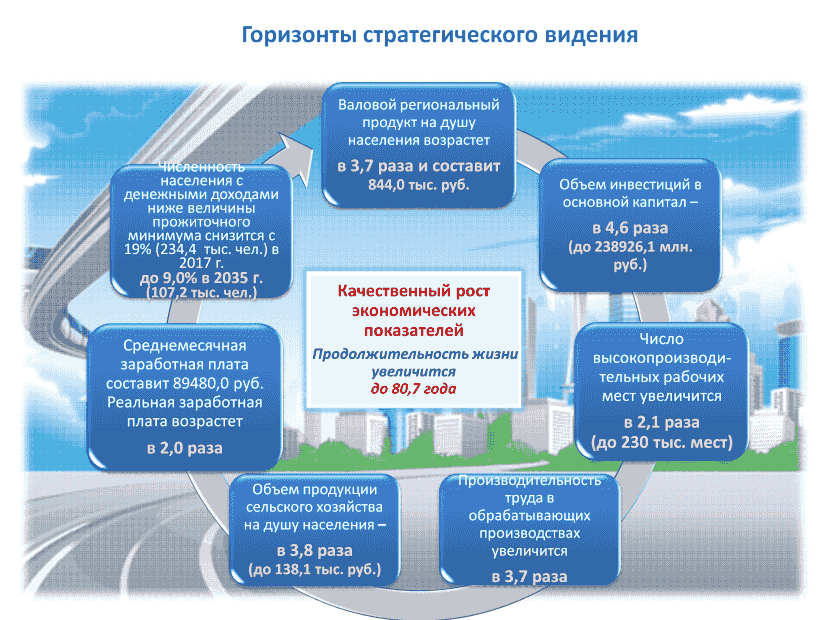 Горизонты стратегического видения
Валовой региональный
продукт на душу
населения возрастет
в 3,7 раза и составит
844,0 тыс. руб.
Объем инвестиций в
основной капитал –
в 4,6 раза
(до 238926,1 млн.
руб.)
Число
высокопроизводи-
тельных рабочих
мест увеличится
в 2,1 раза
(до 230 тыс. мест)
Производительность
труда в
обрабатывающих
производствах
увеличится
в 3,7 раза
Объем продукции
сельского хозяйства
на душу населения –
в 3,8 раза
(до 138,1 тыс. руб.)
Среднемесячная
заработная плата
составит 89480,0 руб.
Реальная заработная
плата возрастет
в 2,0 раза
Численность
населения с
денежными доходами
ниже величины
прожиточного
минимума снизится с
19% (234,4 тыс. чел.) в
2017 г.
до 9,0% в 2035 г.
(107,2 тыс. чел.)
Качественный рост
экономических
показателей
Продолжительность жизни
увеличится
до 80,7 года